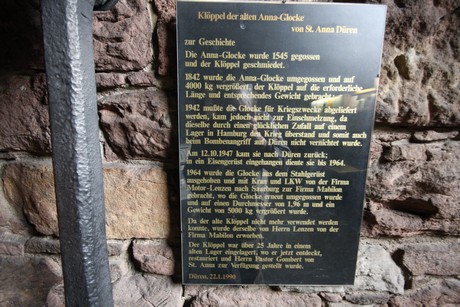 Klöppel der alten Anna-Glocke
von St. Anna Düren
zur Geschichte
Die Anna-Glocke wurde 1545 gegossen
und der Klöppel geschmiedet.
1842 wurde die Anna-Glocke umgegossen und auf
4000 kg vergrößert, der Klöppel auf die erforderliche
Länge und entsprechendes Gewicht gebracht.
1942 mußte die Glocke für Kriegszwecke abgeliefert
werden, kam jedoch nicht zur Einschmelzung, da
dieselbe durch einen glücklichen Zufall auf einem
Lager in Hamburg den Krieg überstand und somit auch
beim Bombenangriff auf Düren nicht vernichtet wurde.
Am 12.10.1947 kam sie nach Düren zurück;
in ein Eisengerüst eingehangen diente sie bis 1964.
1964 wurde die Glocke aus dem Stahlgerüst
ausgehoben und mit Kran und LKW von der Firma
Motor-Lenzen nach Saarburg zur Firma Mabilon
gebracht, wo die Glocke erneut umgegossen wurde
und auf einen Durchmesser von 1,96 m und ein
Gewicht von 5000 kg vergrößert wurde.
Da der alte Klöppel nicht mehr verwendet werden
konnte, wurde derselbe von Herrn Lenzen von der
Firma Mabilon erworben.
Der Klöppel war über 25 Jahre in einem
alten Lager eingekeilt, wo er jetzt entdeckt,
restauriert und Herrn Pastor Gombert von
St. Anna zur Verfügung gestellt wurde.
Düren, 22.1.1990